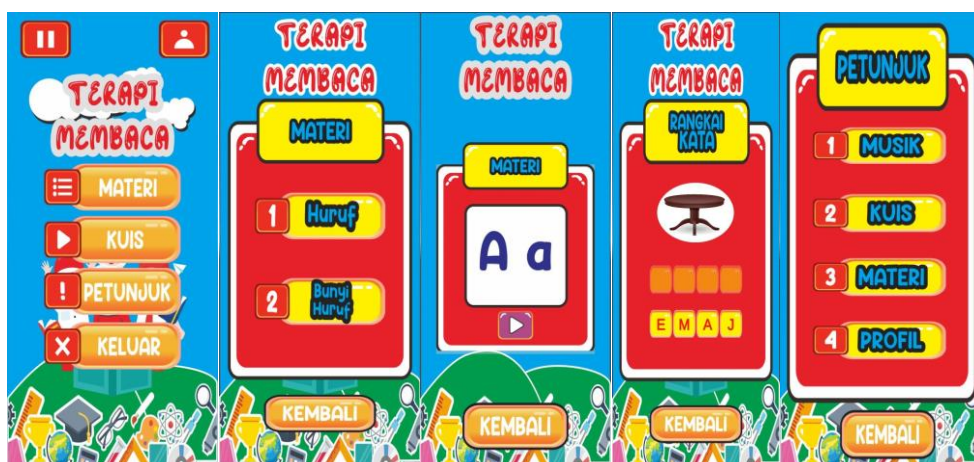 TERAPI
MEMBACA
MATERI
KUIS
PETUNJUK
KELUAR
TERAPI
MEMBACA
MATERI
1 Huruf
2 Bunyi
Huruf
KEMBALI
TERAPI
MEMBACA
MATERI
A a
KEMBALI
TERAPI
MEMBACA
RANGKAI
KATA
E M A J
KEMBALI
PETUNJUK
1 MUSIK
2 KUIS
3 MATERI
4 PROFIL
KEMBALI